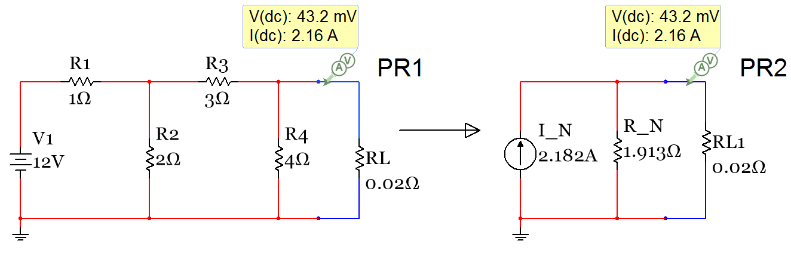 V(dc): 43.2 mV
I(dc): 2.16 A
PR1
R1
1Ω
R3
3Ω
V1
12V
R2
2Ω
R4
4Ω
RL
0.02Ω
V(dc): 43.2 mV
I(dc): 2.16 A
PR2
I_N
2.182A
R_N
1.913Ω
RL1
0.02Ω
A
V
A
V